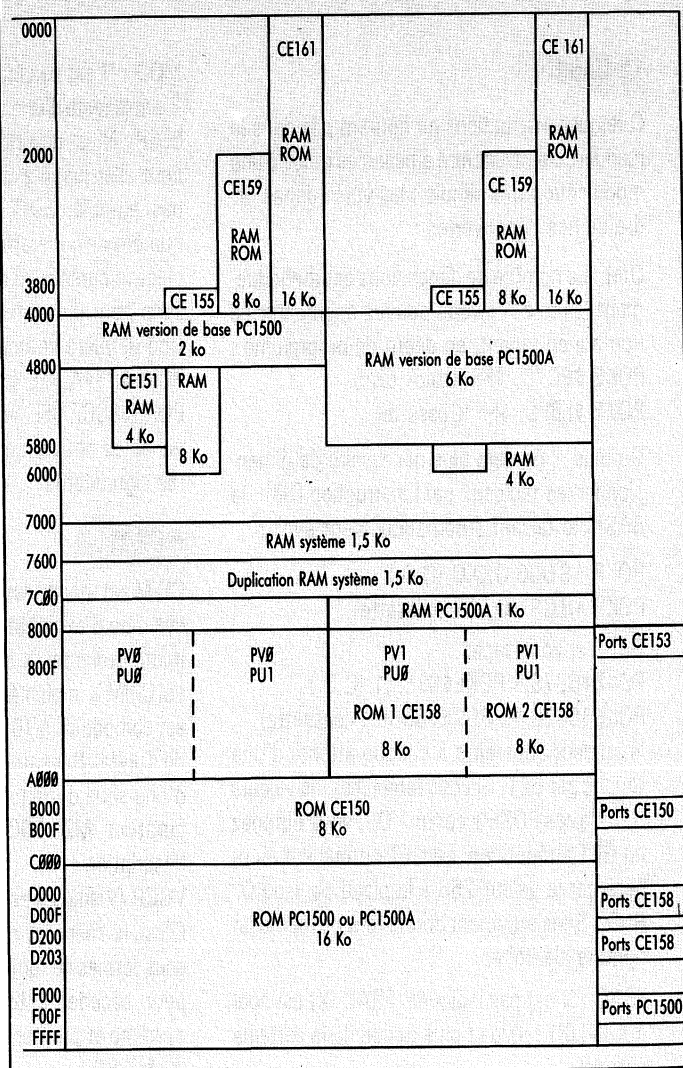 0000
CE161
CE 161
RAM
ROM
RAM
ROM
2000
CE159
CE 159
RAM
ROM
RAM
ROM
3800
CE 155
8 Ko
16 Ko
CE 155
8 Ko
16 Ko
4000
RAM version de base PC1500
2 ko
RAM version de base PC1500A
6 Ko
4800
CE151
RAM
4 Ko
RAM
8 Ko
5800
6000
RAM
4 Ko
7000
RAM système 1,5 Ko
7600
Duplication RAM système 1,5 Ko
7CØ0
RAM PC1500A 1 Ko
8000
Ports CE153
800F
PVØ
PUØ
PVØ
PU1
PV1
PUØ
PV1
PU1
ROM 1 CE158
8 Ko
ROM 2 CE158
8 Ko
AØØØ
B000
B00F
ROM CE150
8 Ko
Ports CE150
CØØØ
D000
D00F
Ports CE158
ROM PC1500 ou PC1500A
16 Ko
D200
D203
Ports CE158
F000
F00F
Ports PC1500
FFFF